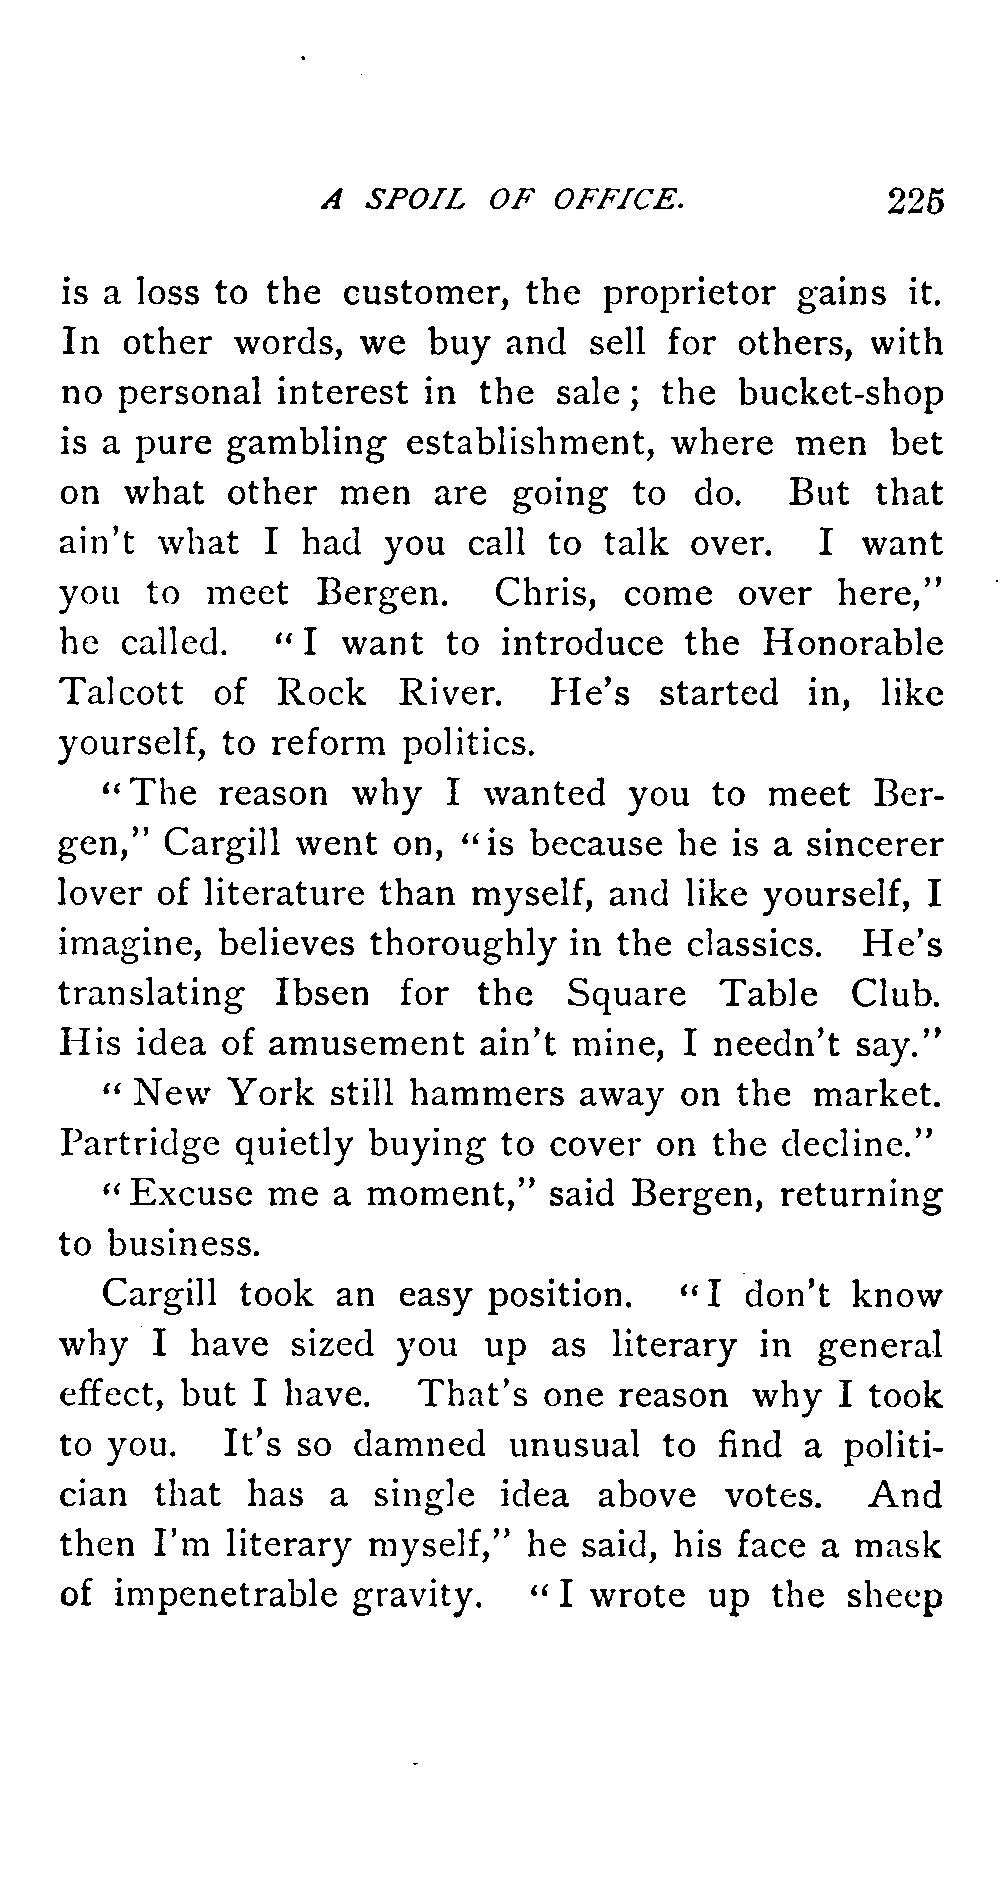 A SPOIL OF OFFICE. 225
is a loss to the customer, the proprietor gains it.
In other words, we buy and sell for others, with
no personal interest in the sale; the bucket-shop
is a pure gambling establishment, where men bet
on what other men are going to do. But that
ain't what I had you call to talk over. I want
you to meet Bergen. Chris, come over here,"
he called. "I want to introduce the Honorable
Talcott of Rock River. He's started in, like
yourself, to reform politics.
"The reason why I wanted you to meet Ber-
gen," Cargill went on, "is because he is a sincerer
lover of literature than myself, and like yourself, I
imagine, believes thoroughly in the classics. He's
translating Ibsen for the Square Table Club.
His idea of amusement ain't mine, I needn't say."
"New York still hammers away on the market.
Partridge quietly buying to cover on the decline."
"Excuse me a moment," said Bergen, returning
to business.
Cargill took an easy position. "I don't know
why I have sized you up as literary in general
effect, but I have. That's one reason why I took
to you. It's so damned unusual to find a politi-
cian that has a single idea above votes. And
then I'm literary myself," he said, his face a mask
of impenetrable gravity. "I wrote up the sheep